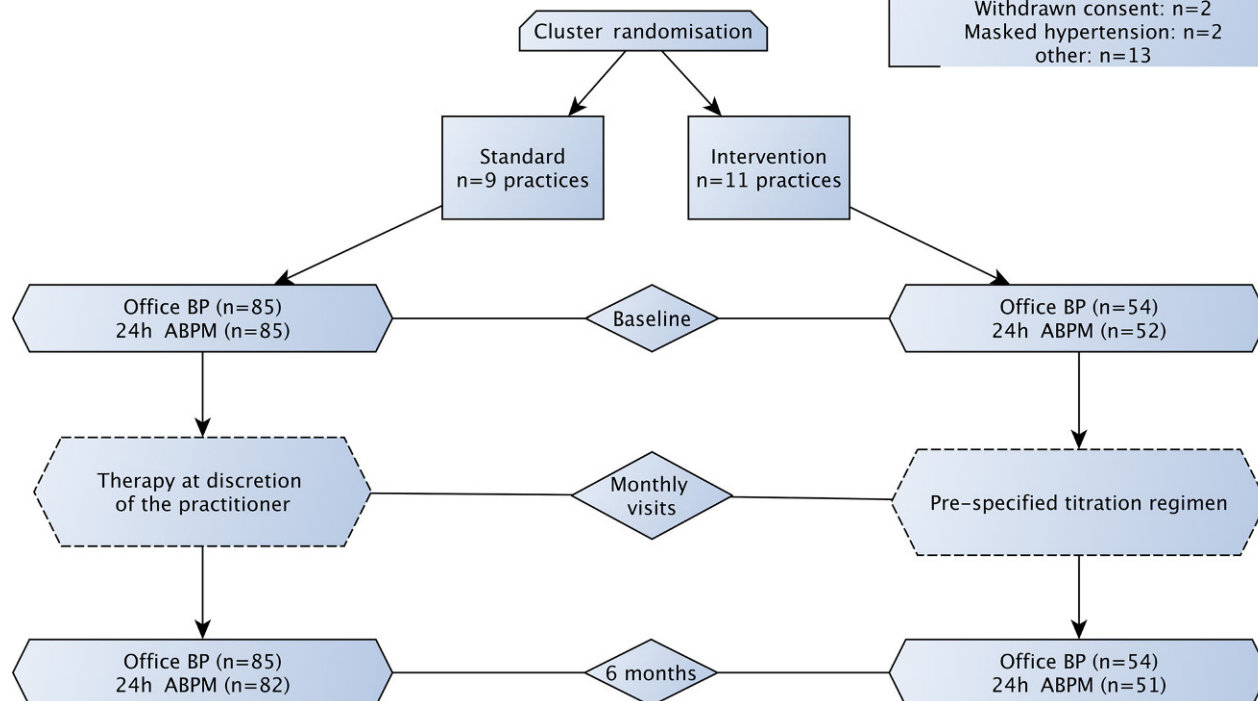 Withdrawn consent: n=2
Masked hypertension: n=2
other: n=13
Cluster randomisation
Standard
n=9 practices
Intervention
n=11 practices
Office BP (n=85)
24h ABPM (n=85)
Baseline
Office BP (n=54)
24h ABPM (n=52)
Therapy at discretion
of the practitioner
Monthly
visits
Pre-specified titration regimen
Office BP (n=85)
24h ABPM (n=82)
6 months
Office BP (n=54)
24h ABPM (n=51)